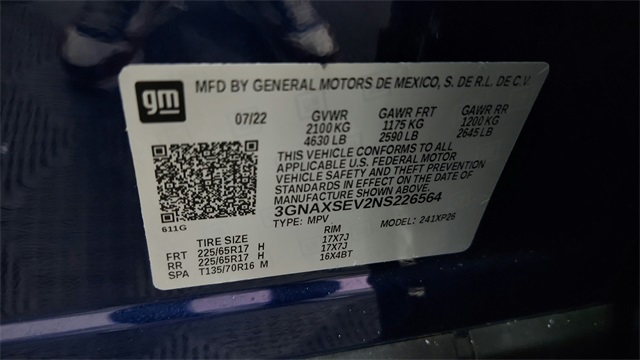 gm MFD BY GENERAL MOTORS DE MEXICO, S. DE R.L. DE C.V.
07/22 GVWR GAWR FRT GAWR RR
2100 KG 1175 KG 1200 KG
4630 LB 2590 LB 2645 LB
THIS VEHICLE CONFORMS TO ALL
APPLICABLE U.S. FEDERAL MOTOR
VEHICLE SAFETY AND THEFT PREVENTION
STANDARDS IN EFFECT ON THE DATE OF
MANUFACTURE SHOWN ABOVE.
3GNAXSEV2NS226564
611G TYPE: MPV MODEL: 241XP26
TIRE SIZE RIM
FRT 225/65R17 H 17X7J
RR 225/65R17 H 17X7J
SPA T135/70R16 M 16X4BT